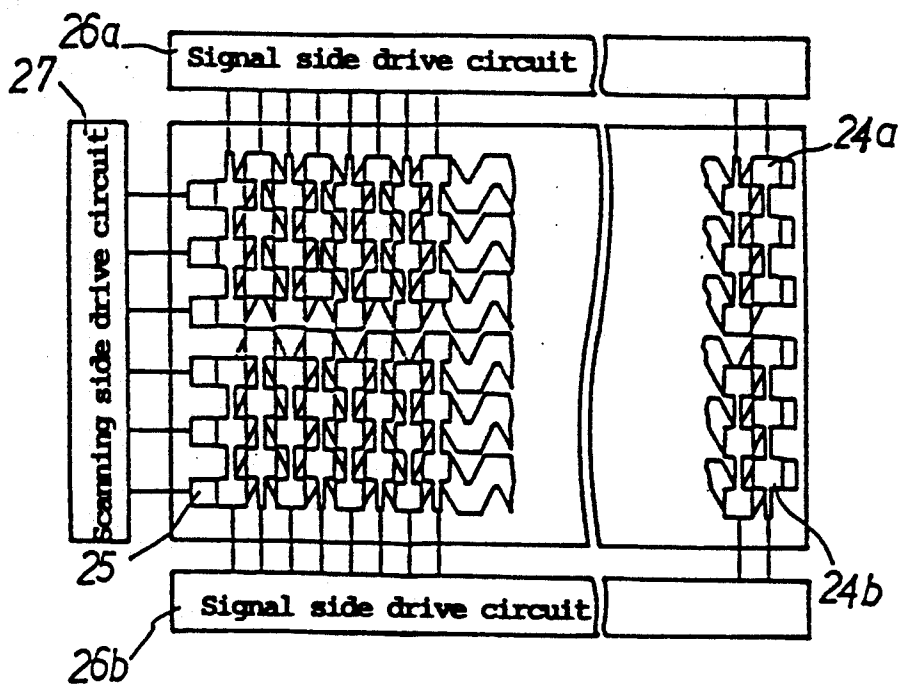 26a
Signal side drive circuit
27
Scanning side drive circuit
24a
25
24b
Signal side drive circuit
26b